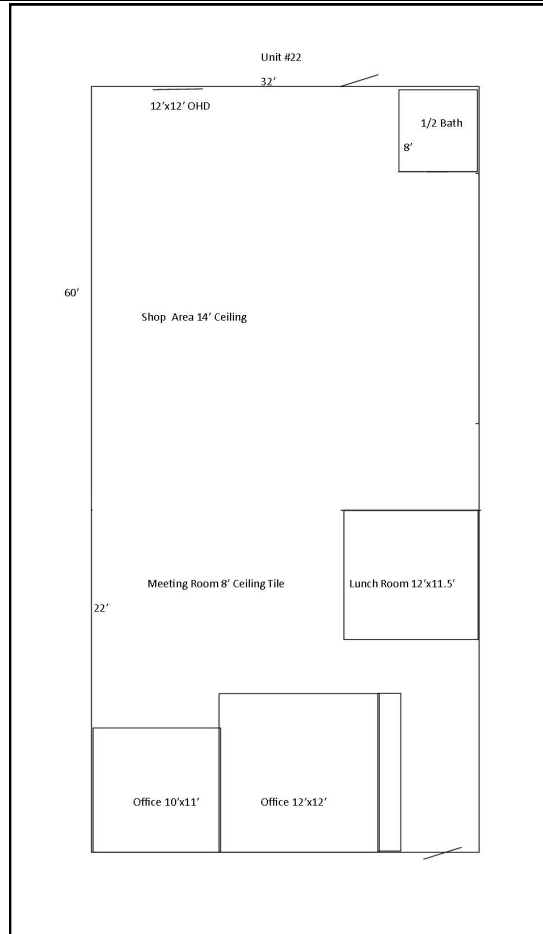 Unit #22
32’
12’x12’ OHD
1/2 Bath
8’
60’
Shop  Area 14’ Ceiling
Meeting Room 8’ Ceiling Tile
Lunch Room 12’x11.5’
22’
Office 10’x11’
Office 12’x12’